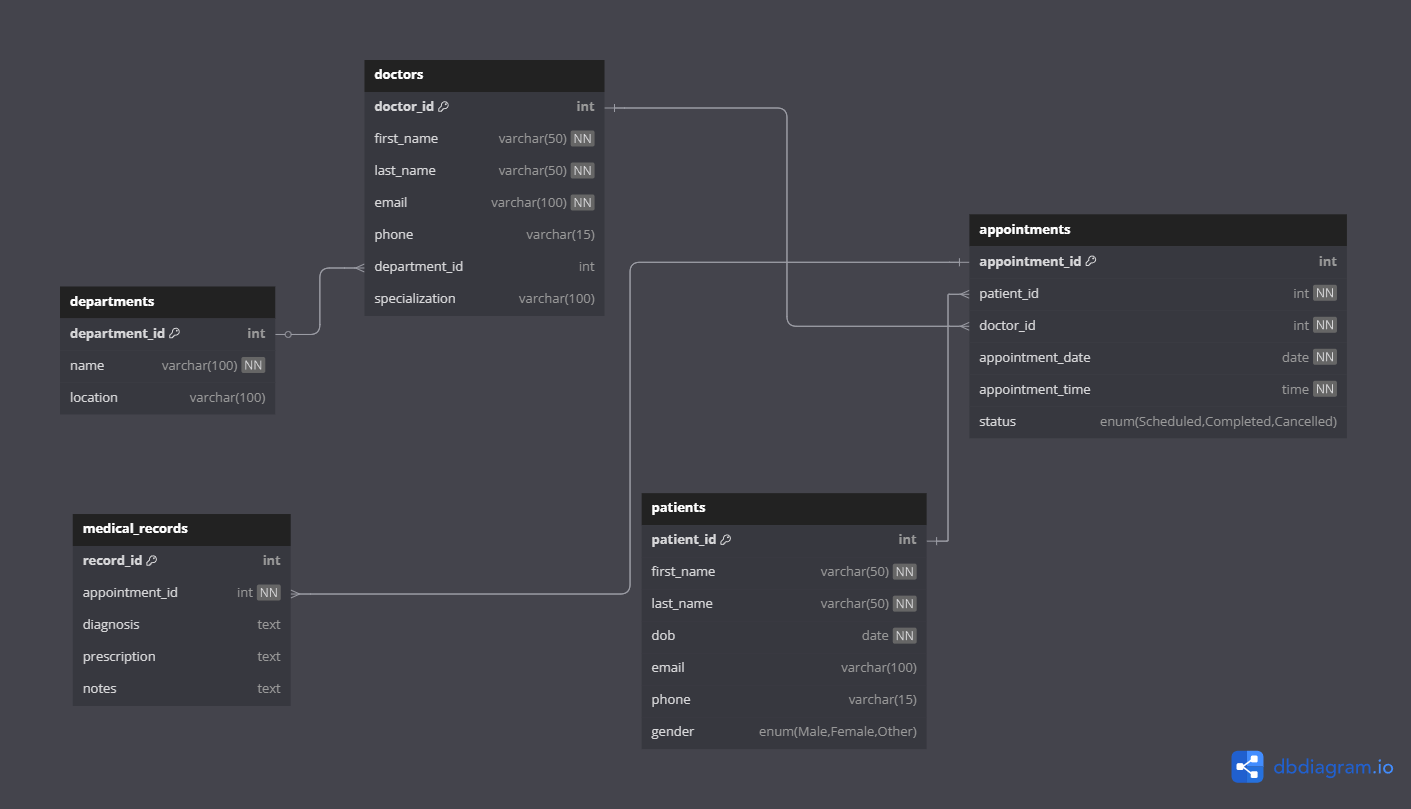 doctors
doctor_id int
first_name varchar(50) NN
last_name varchar(50) NN
email varchar(100) NN
phone varchar(15)
department_id int
specialization varchar(100)
appointments
appointment_id int
patient_id int NN
doctor_id int NN
appointment_date date NN
appointment_time time NN
status enum(Scheduled,Completed,Cancelled)
departments
department_id int
name varchar(100) NN
location varchar(100)
medical_records
record_id int
appointment_id int NN
diagnosis text
prescription text
notes text
patients
patient_id int
first_name varchar(50) NN
last_name varchar(50) NN
dob date NN
email varchar(100)
phone varchar(15)
gender enum(Male,Female,Other)
dbdiagram.io